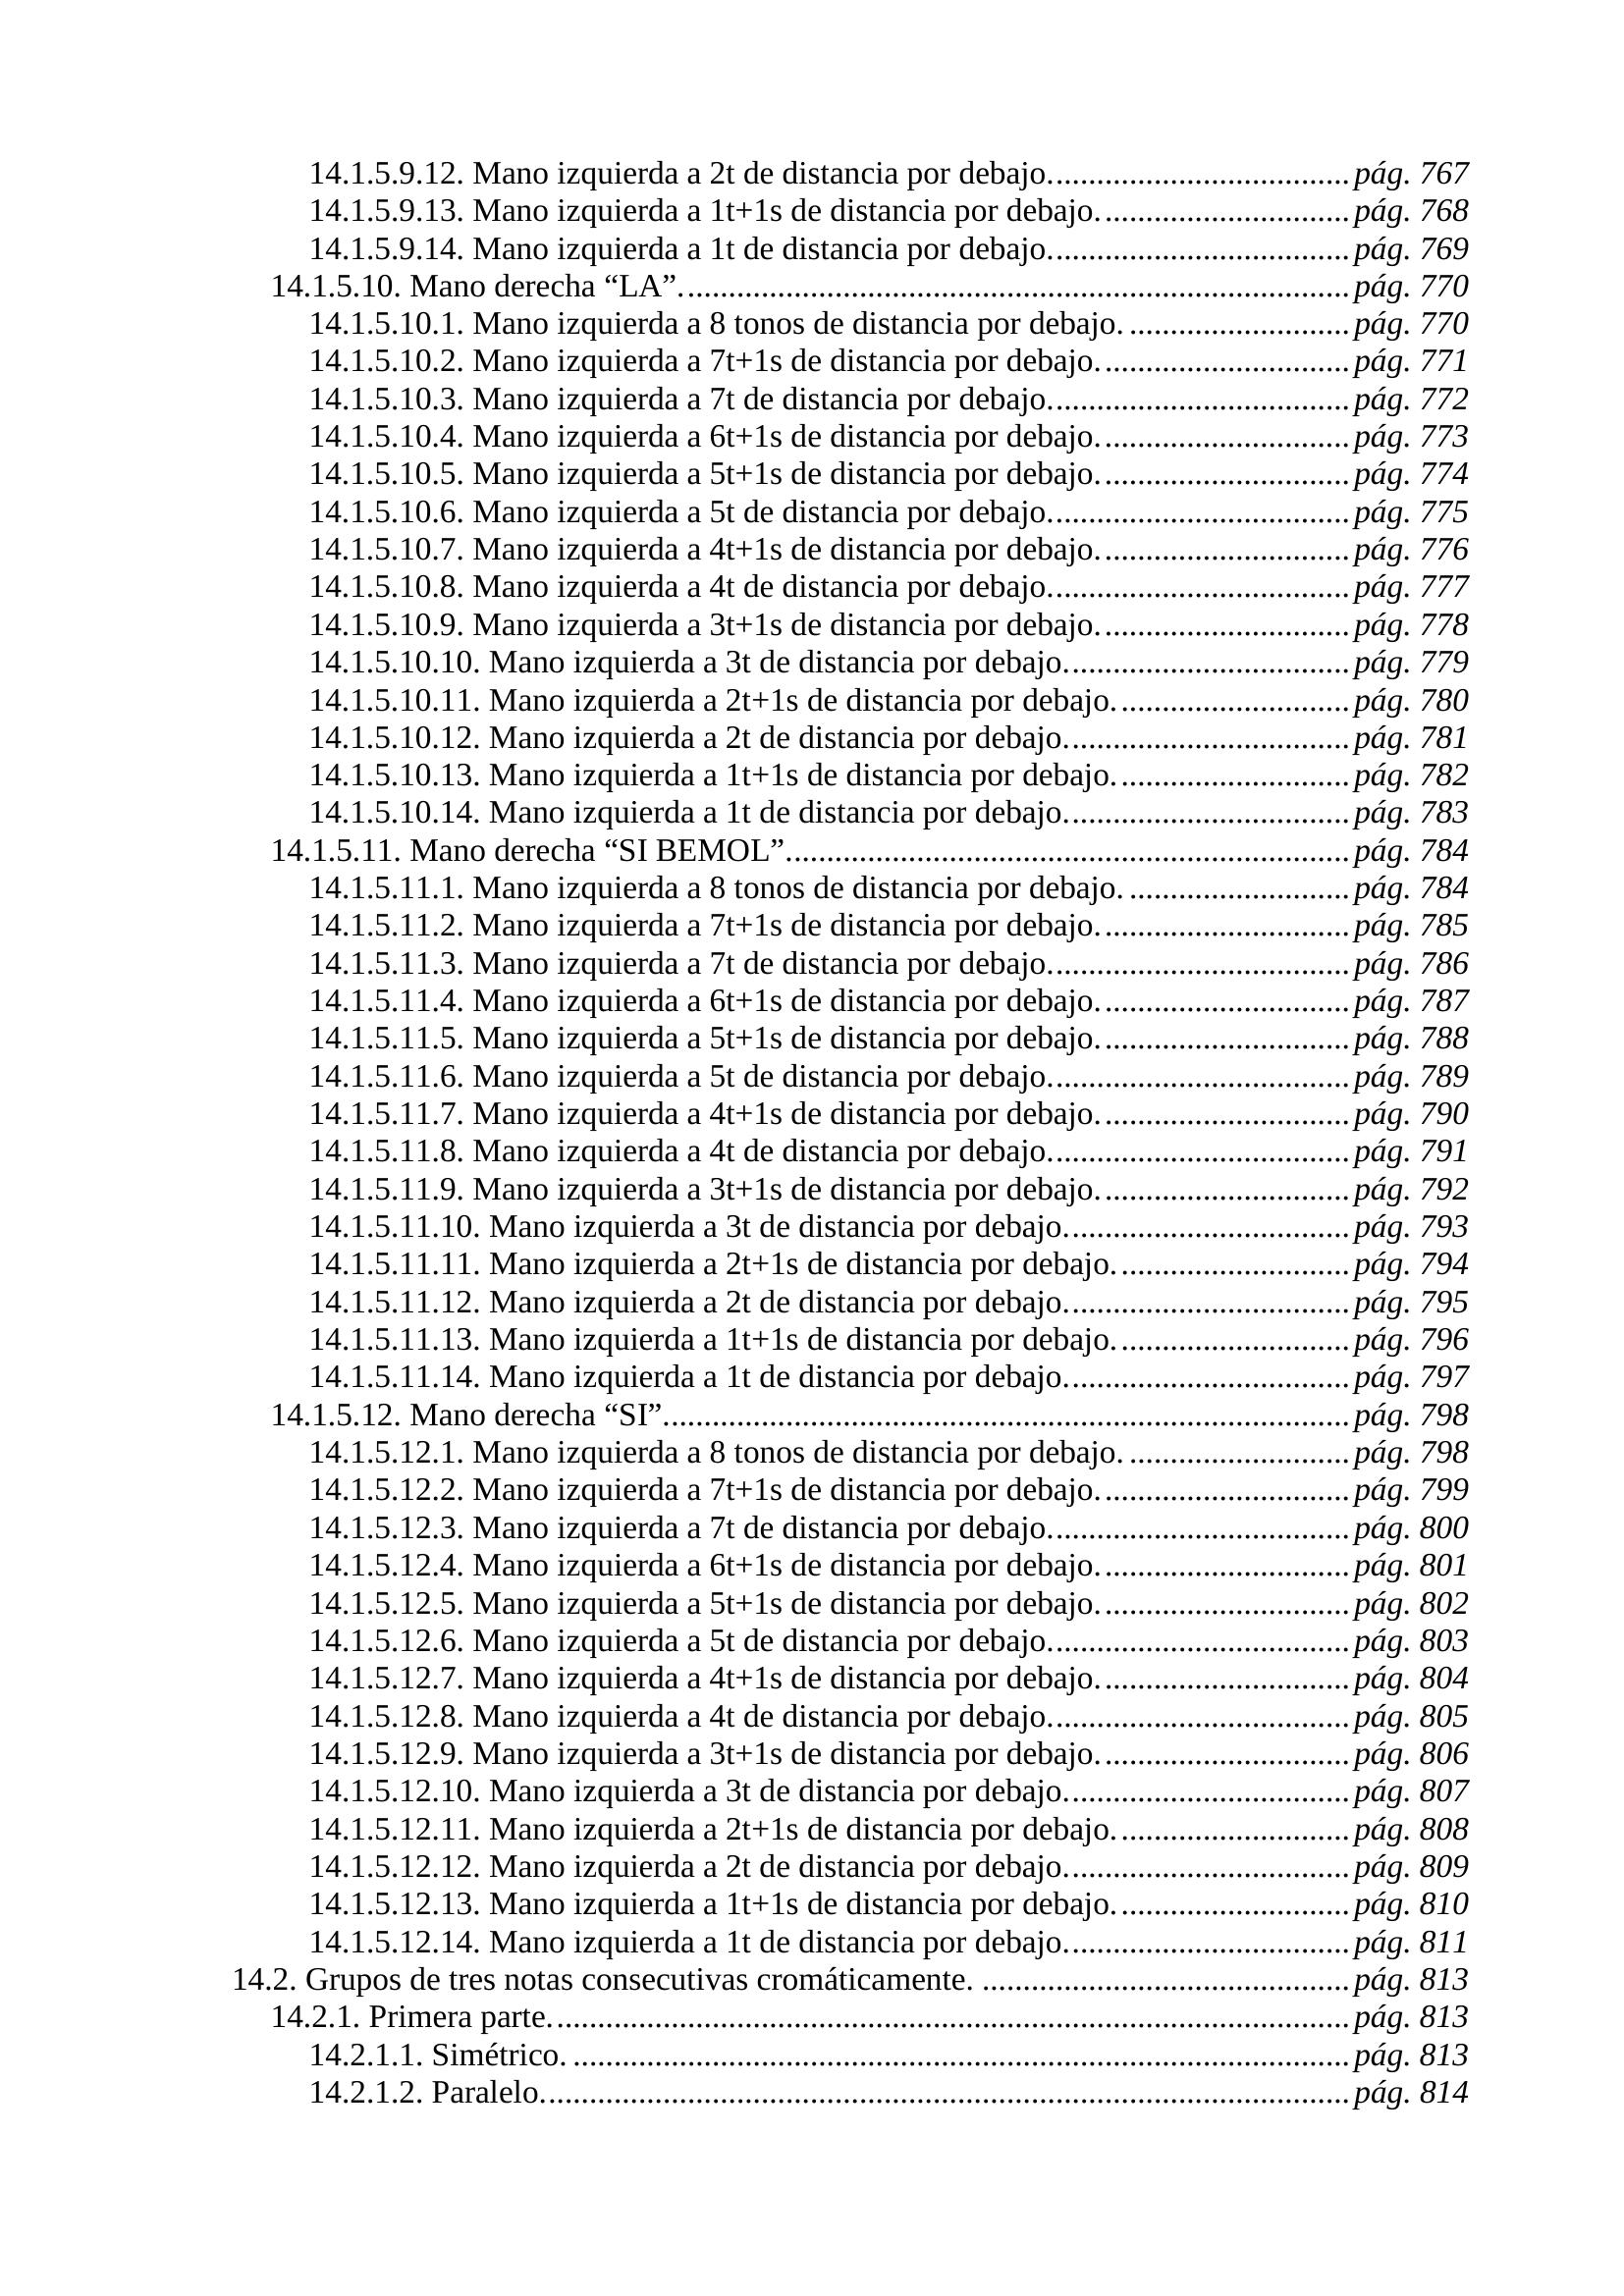 14.1.5.9.12. Mano izquierda a 2t de distancia por debajo. pág. 767
14.1.5.9.13. Mano izquierda a 1t+1s de distancia por debajo. pág. 768
14.1.5.9.14. Mano izquierda a 1t de distancia por debajo. pág. 769
14.1.5.10. Mano derecha “LA”. pág. 770
14.1.5.10.1. Mano izquierda a 8 tonos de distancia por debajo. pág. 770
14.1.5.10.2. Mano izquierda a 7t+1s de distancia por debajo. pág. 771
14.1.5.10.3. Mano izquierda a 7t de distancia por debajo. pág. 772
14.1.5.10.4. Mano izquierda a 6t+1s de distancia por debajo. pág. 773
14.1.5.10.5. Mano izquierda a 5t+1s de distancia por debajo. pág. 774
14.1.5.10.6. Mano izquierda a 5t de distancia por debajo. pág. 775
14.1.5.10.7. Mano izquierda a 4t+1s de distancia por debajo. pág. 776
14.1.5.10.8. Mano izquierda a 4t de distancia por debajo. pág. 777
14.1.5.10.9. Mano izquierda a 3t+1s de distancia por debajo. pág. 778
14.1.5.10.10. Mano izquierda a 3t de distancia por debajo. pág. 779
14.1.5.10.11. Mano izquierda a 2t+1s de distancia por debajo. pág. 780
14.1.5.10.12. Mano izquierda a 2t de distancia por debajo. pág. 781
14.1.5.10.13. Mano izquierda a 1t+1s de distancia por debajo. pág. 782
14.1.5.10.14. Mano izquierda a 1t de distancia por debajo. pág. 783
14.1.5.11. Mano derecha “SI BEMOL”. pág. 784
14.1.5.11.1. Mano izquierda a 8 tonos de distancia por debajo. pág. 784
14.1.5.11.2. Mano izquierda a 7t+1s de distancia por debajo. pág. 785
14.1.5.11.3. Mano izquierda a 7t de distancia por debajo. pág. 786
14.1.5.11.4. Mano izquierda a 6t+1s de distancia por debajo. pág. 787
14.1.5.11.5. Mano izquierda a 5t+1s de distancia por debajo. pág. 788
14.1.5.11.6. Mano izquierda a 5t de distancia por debajo. pág. 789
14.1.5.11.7. Mano izquierda a 4t+1s de distancia por debajo. pág. 790
14.1.5.11.8. Mano izquierda a 4t de distancia por debajo. pág. 791
14.1.5.11.9. Mano izquierda a 3t+1s de distancia por debajo. pág. 792
14.1.5.11.10. Mano izquierda a 3t de distancia por debajo. pág. 793
14.1.5.11.11. Mano izquierda a 2t+1s de distancia por debajo. pág. 794
14.1.5.11.12. Mano izquierda a 2t de distancia por debajo. pág. 795
14.1.5.11.13. Mano izquierda a 1t+1s de distancia por debajo. pág. 796
14.1.5.11.14. Mano izquierda a 1t de distancia por debajo. pág. 797
14.1.5.12. Mano derecha “SI”. pág. 798
14.1.5.12.1. Mano izquierda a 8 tonos de distancia por debajo. pág. 798
14.1.5.12.2. Mano izquierda a 7t+1s de distancia por debajo. pág. 799
14.1.5.12.3. Mano izquierda a 7t de distancia por debajo. pág. 800
14.1.5.12.4. Mano izquierda a 6t+1s de distancia por debajo. pág. 801
14.1.5.12.5. Mano izquierda a 5t+1s de distancia por debajo. pág. 802
14.1.5.12.6. Mano izquierda a 5t de distancia por debajo. pág. 803
14.1.5.12.7. Mano izquierda a 4t+1s de distancia por debajo. pág. 804
14.1.5.12.8. Mano izquierda a 4t de distancia por debajo. pág. 805
14.1.5.12.9. Mano izquierda a 3t+1s de distancia por debajo. pág. 806
14.1.5.12.10. Mano izquierda a 3t de distancia por debajo. pág. 807
14.1.5.12.11. Mano izquierda a 2t+1s de distancia por debajo. pág. 808
14.1.5.12.12. Mano izquierda a 2t de distancia por debajo. pág. 809
14.1.5.12.13. Mano izquierda a 1t+1s de distancia por debajo. pág. 810
14.1.5.12.14. Mano izquierda a 1t de distancia por debajo. pág. 811
14.2. Grupos de tres notas consecutivas cromáticamente. pág. 813
14.2.1. Primera parte. pág. 813
14.2.1.1. Simétrico. pág. 813
14.2.1.2. Paralelo. pág. 814